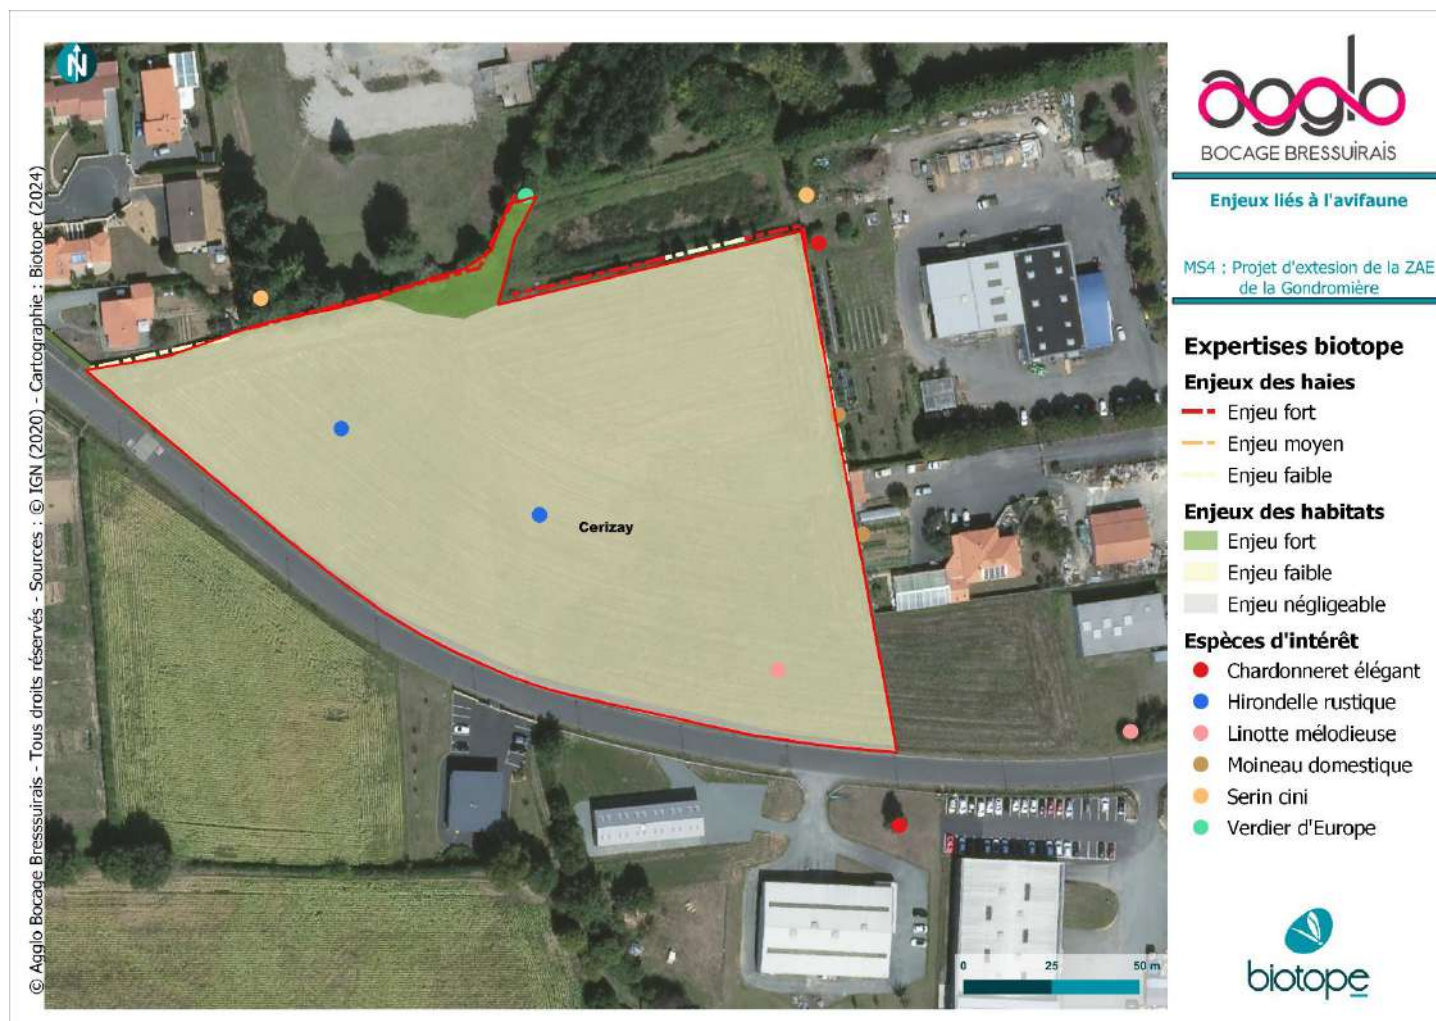 N
© Agglo Bocage Bresssuirais - Tous droits réservés - Sources : © IGN (2020) - Cartographie : Biotope (2024)
Cerizay
0 25 50 m
agglo
BOCAGE BRESSUIRAIS
Enjeux liés à l'avifaune
MS4 : Projet d'extesion de la ZAE
de la Gondromière
Expertises biotope
Enjeux des haies
Enjeu fort
Enjeu moyen
Enjeu faible
Enjeux des habitats
Enjeu fort
Enjeu faible
Enjeu négligeable
Espèces d'intérêt
Chardonneret élégant
Hirondelle rustique
Linotte mélodieuse
Moineau domestique
Serin cini
Verdier d'Europe
biotope